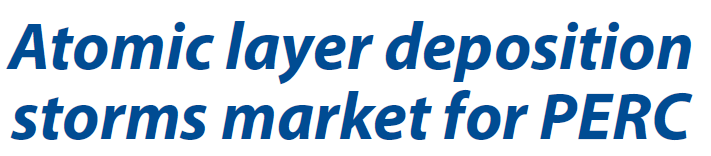 Atomic layer deposition
storms market for PERC